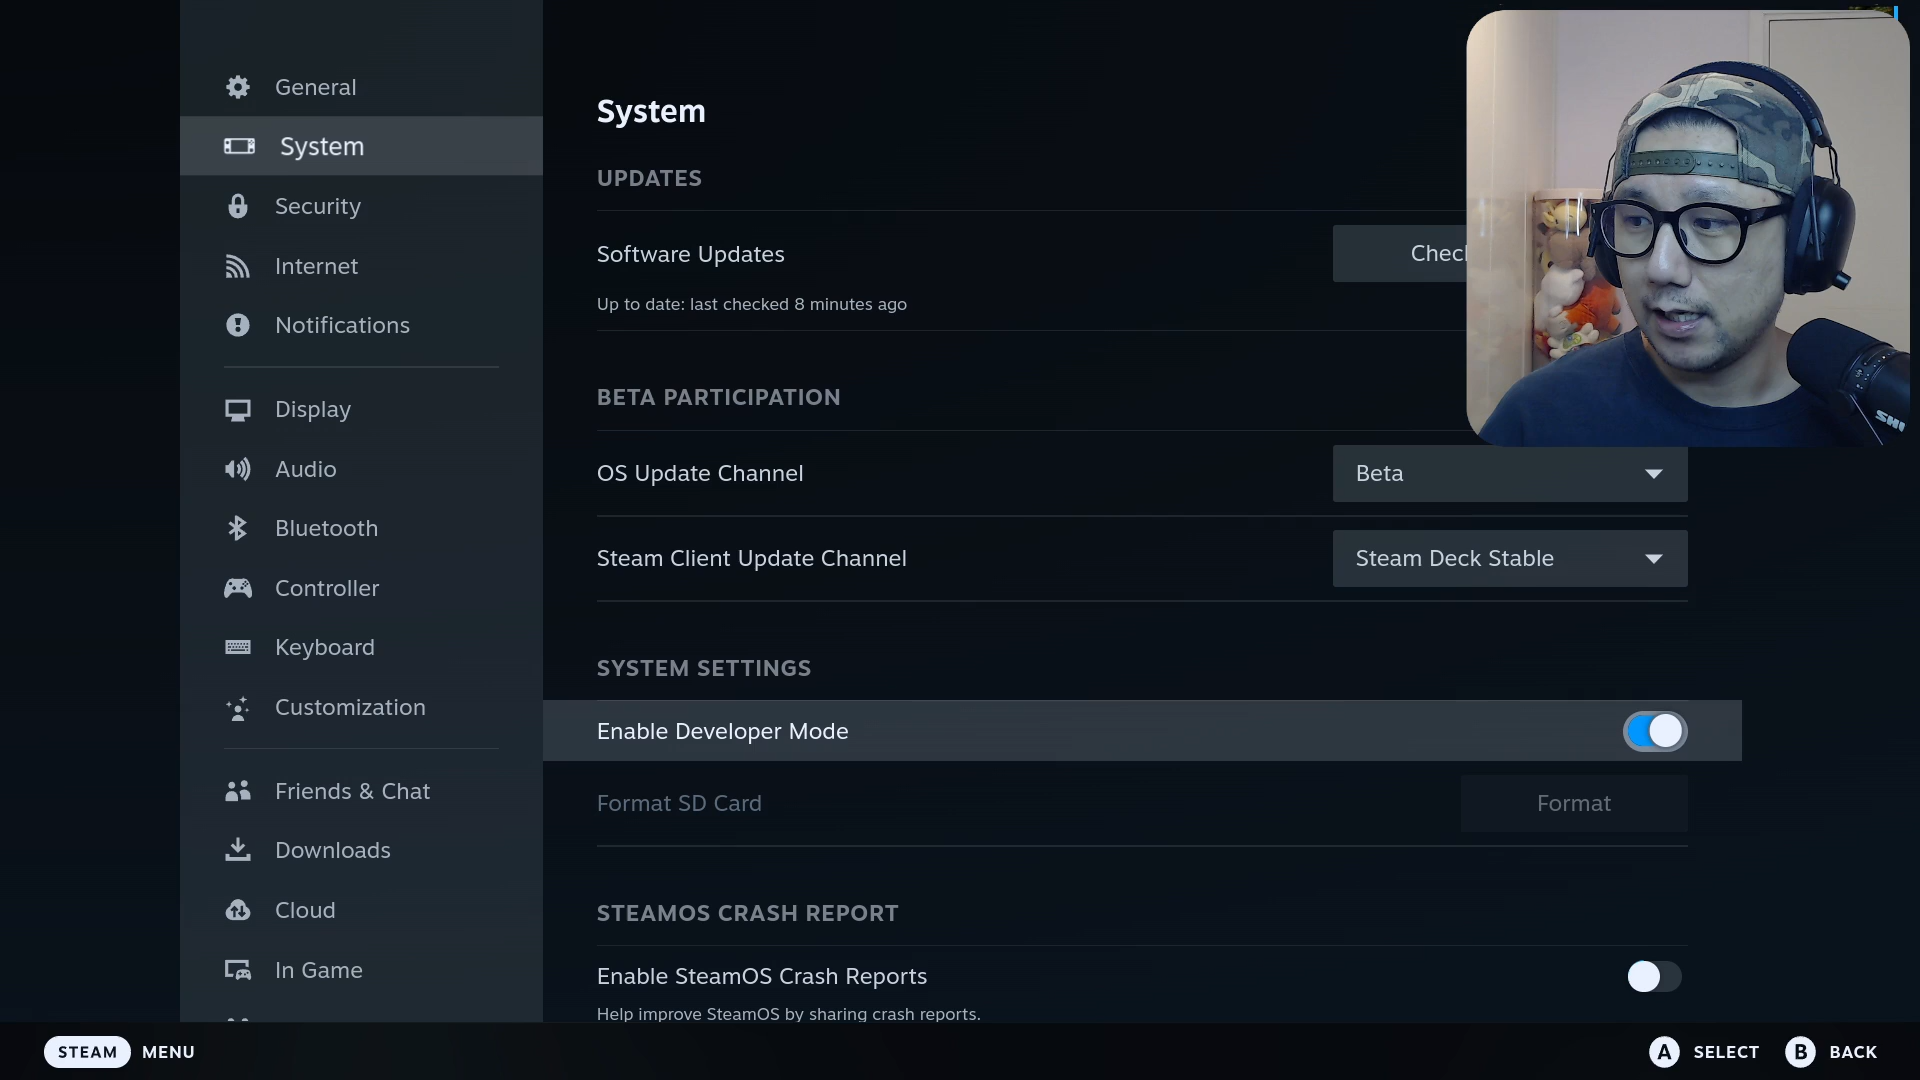 General
System
Security
Internet
Notifications
Display
Audio
Bluetooth
Controller
Keyboard
Customization
Friends & Chat
Downloads
Cloud
In Game
System
UPDATES
Software Updates
Up to date: last checked 8 minutes ago
BETA PARTICIPATION
OS Update Channel
Beta
Steam Client Update Channel
Steam Deck Stable
SYSTEM SETTINGS
Enable Developer Mode
Format SD Card
Format
STEAMOS CRASH REPORT
Enable SteamOS Crash Reports
Help improve SteamOS by sharing crash reports.
STEAM MENU
A SELECT B BACK